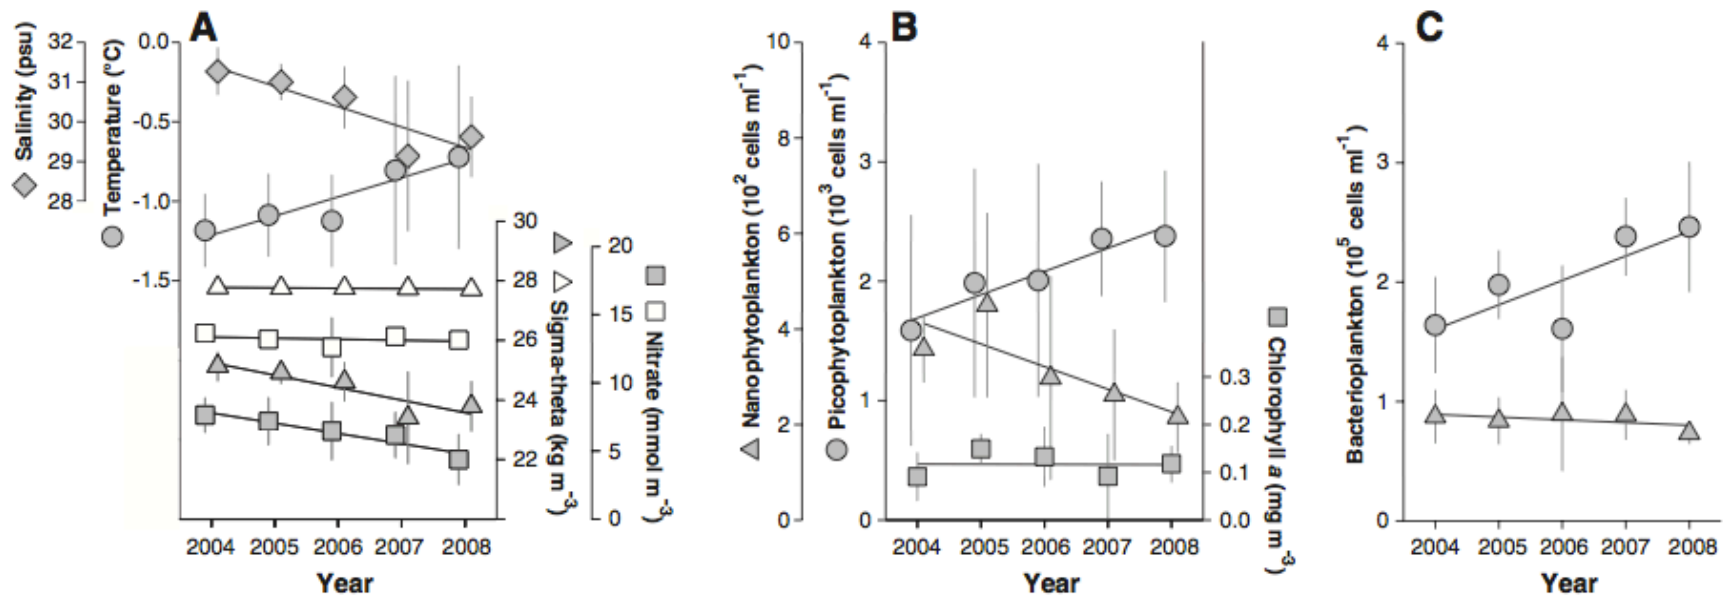 A
Salinity (psu)
32
31
30
29
28
Temperature (°C)
0.0
-0.5
-1.0
-1.5
30
28
26
24
22
Sigma-theta (kg m-3)
20
15
10
5
0
Nitrate (mmol m-3)
2004 2005 2006 2007 2008
Year
B
Nanophytoplankton (10² cells ml-1)
10
8
6
4
2
0
Picophytoplankton (10³ cells ml-1)
4
3
2
1
0
0.3
0.2
0.1
0.0
Chlorophyll a (mg m-3)
2004 2005 2006 2007 2008
Year
C
Bacterioplankton (10⁵ cells ml-1)
4
3
2
1
0
2004 2005 2006 2007 2008
Year